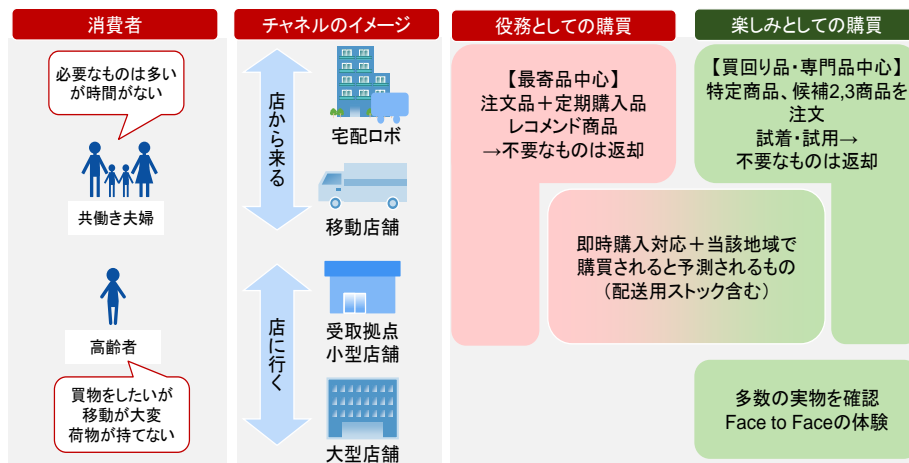 消費者
必要なものは多い
が時間がない
共働き夫婦
高齢者
買物をしたいが
移動が大変
荷物が持てない
チャネルのイメージ
店から来る
宅配ロボ
移動店舗
店に行く
受取拠点
小型店舗
大型店舗
役務としての購買
【最寄品中心】
注文品＋定期購入品
レコメンド商品
→不要なものは返却
楽しみとしての購買
【買回り品・専門品中心】
特定商品、候補2,3商品を
注文
試着・試用→
不要なものは返却
即時購入対応＋当該地域で
購買されると予測されるもの
（配送用ストック含む）
多数の実物を確認
Face to Faceの体験